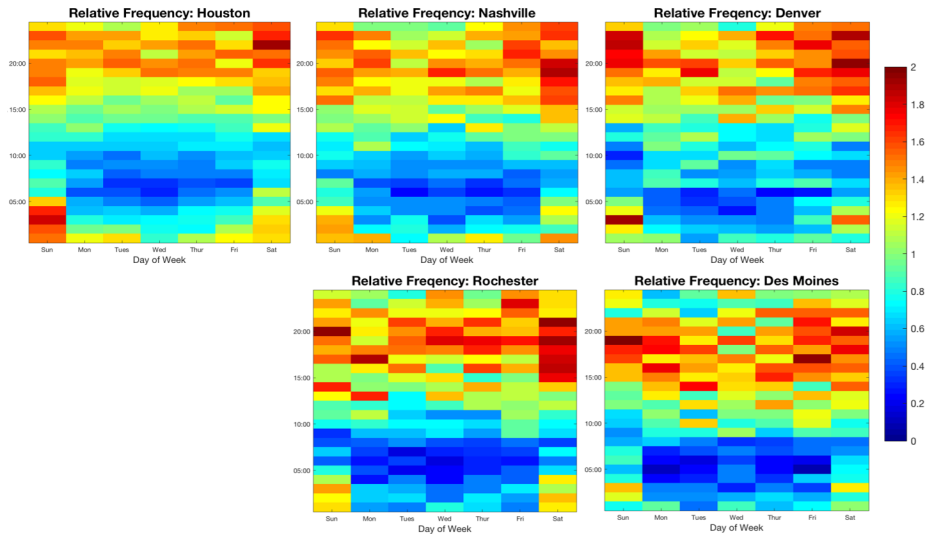 Relative Frequency: Houston
Relative Freqency: Nashville
Relative Freqency: Denver
20:00
15:00
10:00
05:00
Sun Mon Tues Wed Thur Fri Sat
Day of Week
Sun Mon Tues Wed Thur Fri Sat
Day of Week
Sun Mon Tues Wed Thur Fri Sat
Day of Week
20:00
15:00
10:00
05:00
2
1.8
1.6
1.4
1.2
1
0.8
0.6
0.4
0.2
0
Relative Freqency: Rochester
Relative Frequency: Des Moines
20:00
15:00
10:00
05:00
Sun Mon Tues Wed Thur Fri Sat
Day of Week
20:00
15:00
10:00
05:00
Sun Mon Tues Wed Thur Fri Sat
Day of Week
20:00
15:00
10:00
05:00